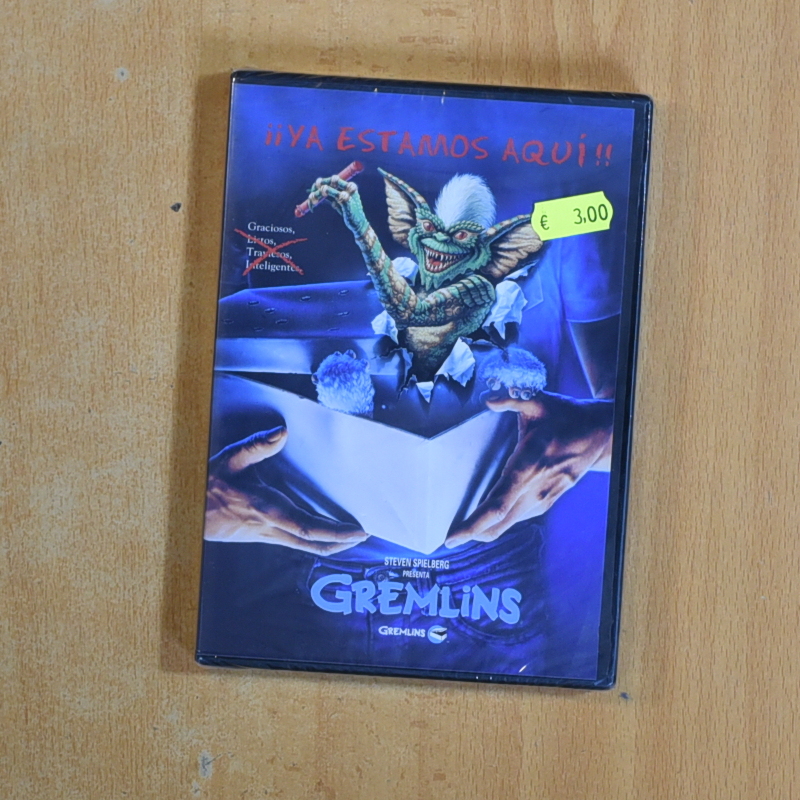 ¡¡YA ESTAMOS AQUÍ!!
€ 3,00
Graciosos,
Listos,
Traviesos,
Inteligentes
STEVEN SPIELBERG
PRESENTA
GREMLiNS
GREMLINS